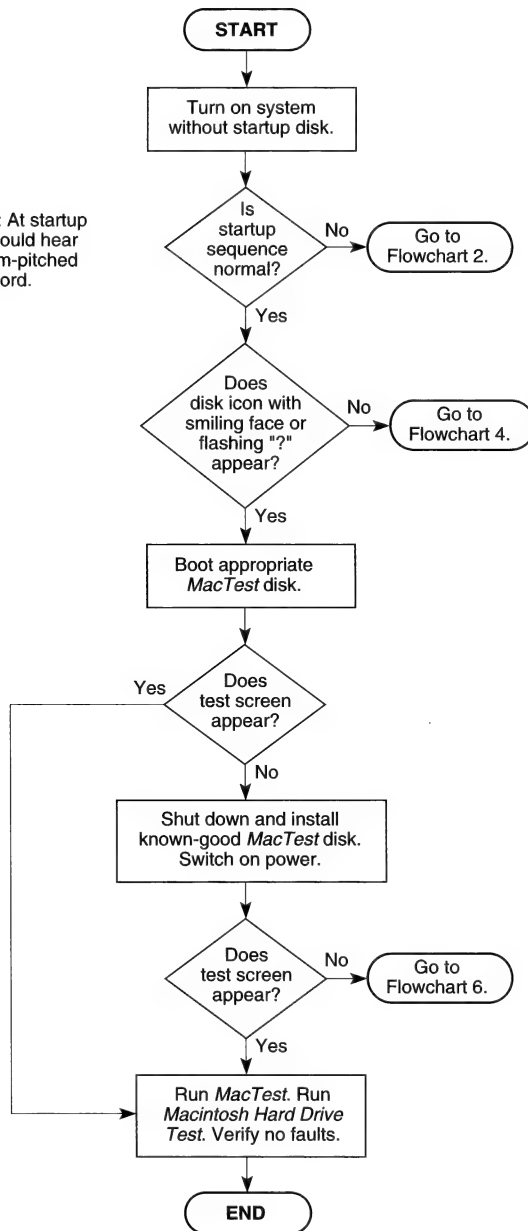 START
Turn on system
without startup disk.
: At startup
ould hear
m-pitched
ord.
Is
startup
sequence
normal?
No
Go to
Flowchart 2.
Yes
Does
disk icon with
smiling face or
flashing "?"
appear?
No
Go to
Flowchart 4.
Yes
Boot appropriate
MacTest disk.
Yes
Does
test screen
appear?
No
Shut down and install
known-good MacTest disk.
Switch on power.
Does
test screen
appear?
No
Go to
Flowchart 6.
Yes
Run MacTest. Run
Macintosh Hard Drive
Test. Verify no faults.
END